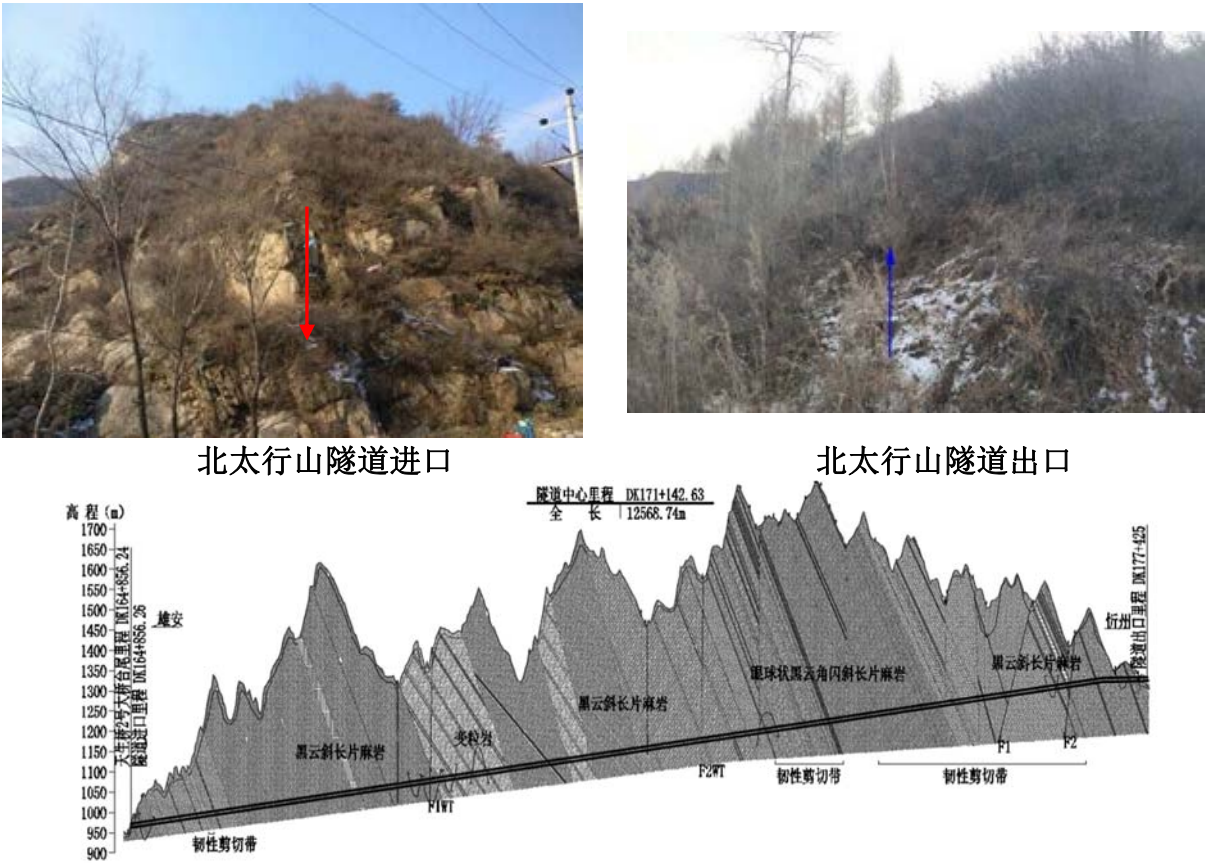 北太行山隧道进口
北太行山隧道出口
隧道中心里程 DK171+142.63
全 长 12568.74m
高 程 (m)
1700
1650
1600
1550
1500
1450
1400
1350
1300
1250
1200
1150
1100
1050
1000
950
900
天生桥2号大桥台尾里程 DK164+856.24
隧道进口里程 DK164+856.26
雄安
忻州
隧道出口里程 DK177+425
黑云斜长片麻岩
变粒岩
黑云斜长片麻岩
眼球状黑云角闪斜长片麻岩
黑云斜长片麻岩
韧性剪切带
F1WT
F2WT
韧性剪切带
F1
F2
韧性剪切带